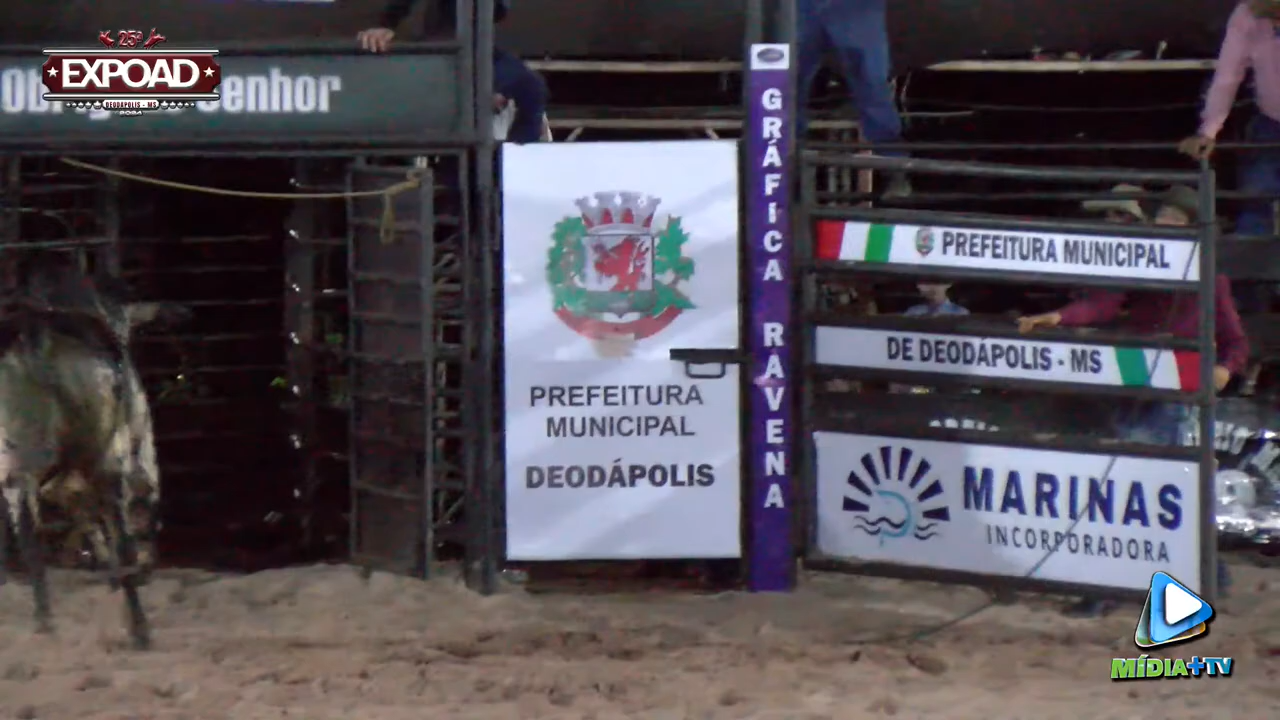 25ª
EXPOAD
DEODÁPOLIS - MS
2024
Senhor
GRÁFICA RAVENA
PREFEITURA
MUNICIPAL
DEODÁPOLIS
PREFEITURA MUNICIPAL
DE DEODÁPOLIS - MS
MARINAS
INCORPORADORA
MÍDIA+TV